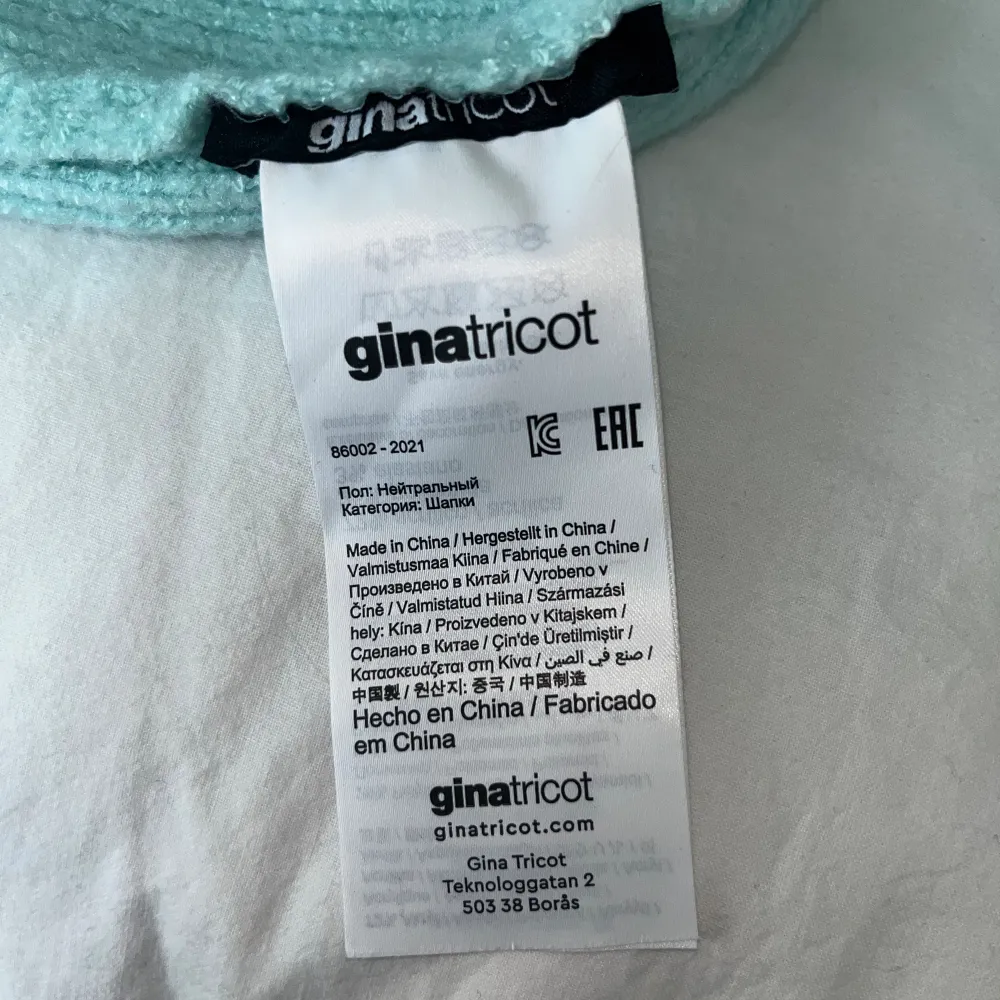 ginatricot
ginatricot
86002 - 2021
EAC
Пол: Нейтральный
Категория: Шапки
Made in China / Hergestellt in China /
Valmistusmaa Kiina / Fabriqué en Chine /
Произведено в Китай / Vyrobeno v
Číně / Valmistatud Hiina / Származási
hely: Kína / Proizvedeno v Kitajskem /
Сделано в Китае / Çin'de Üretilmiştir /
Κατασκευάζεται στη Κίνα / صنع في الصين /
中国製 / 원산지: 중국 / 中国制造
Hecho en China / Fabricado
em China
ginatricot
ginatricot.com
Gina Tricot
Teknologgatan 2
503 38 Borås